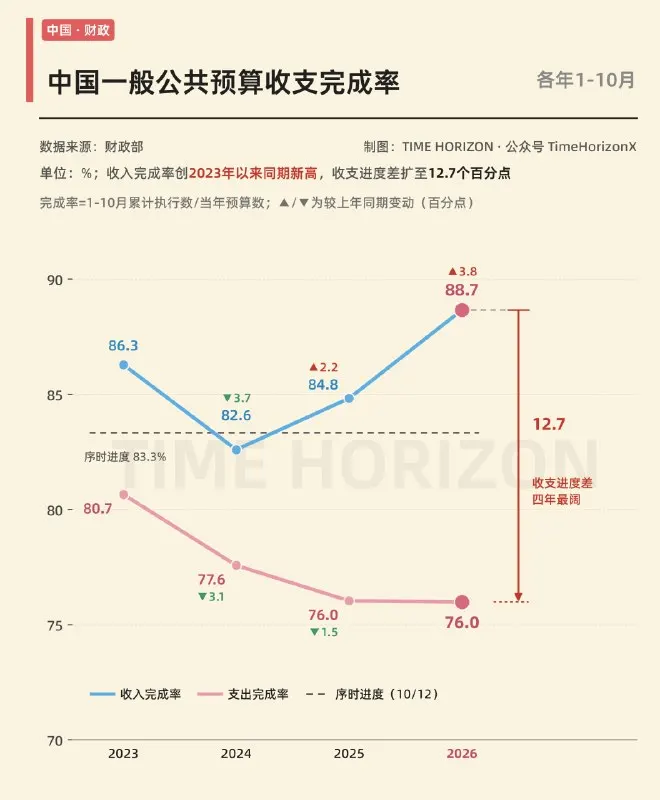 中国·财政
中国一般公共预算收支完成率
各年1-10月
数据来源：财政部
制图：TIME HORIZON · 公众号 TimeHorizonX
单位：%；收入完成率创2023年以来同期新高，收支进度差扩至12.7个百分点
完成率=1-10月累计执行数/当年预算数；▲/▼为较上年同期变动（百分点）
90
▲3.8
88.7
86.3
▲2.2
84.8
85
▼3.7
82.6
12.7
序时进度 83.3%
TIME HORIZON
收支进度差
四年最阔
80
80.7
77.6
▼3.1
76.0
▼1.5
76.0
75
收入完成率
支出完成率
序时进度（10/12）
70
2023
2024
2025
2026